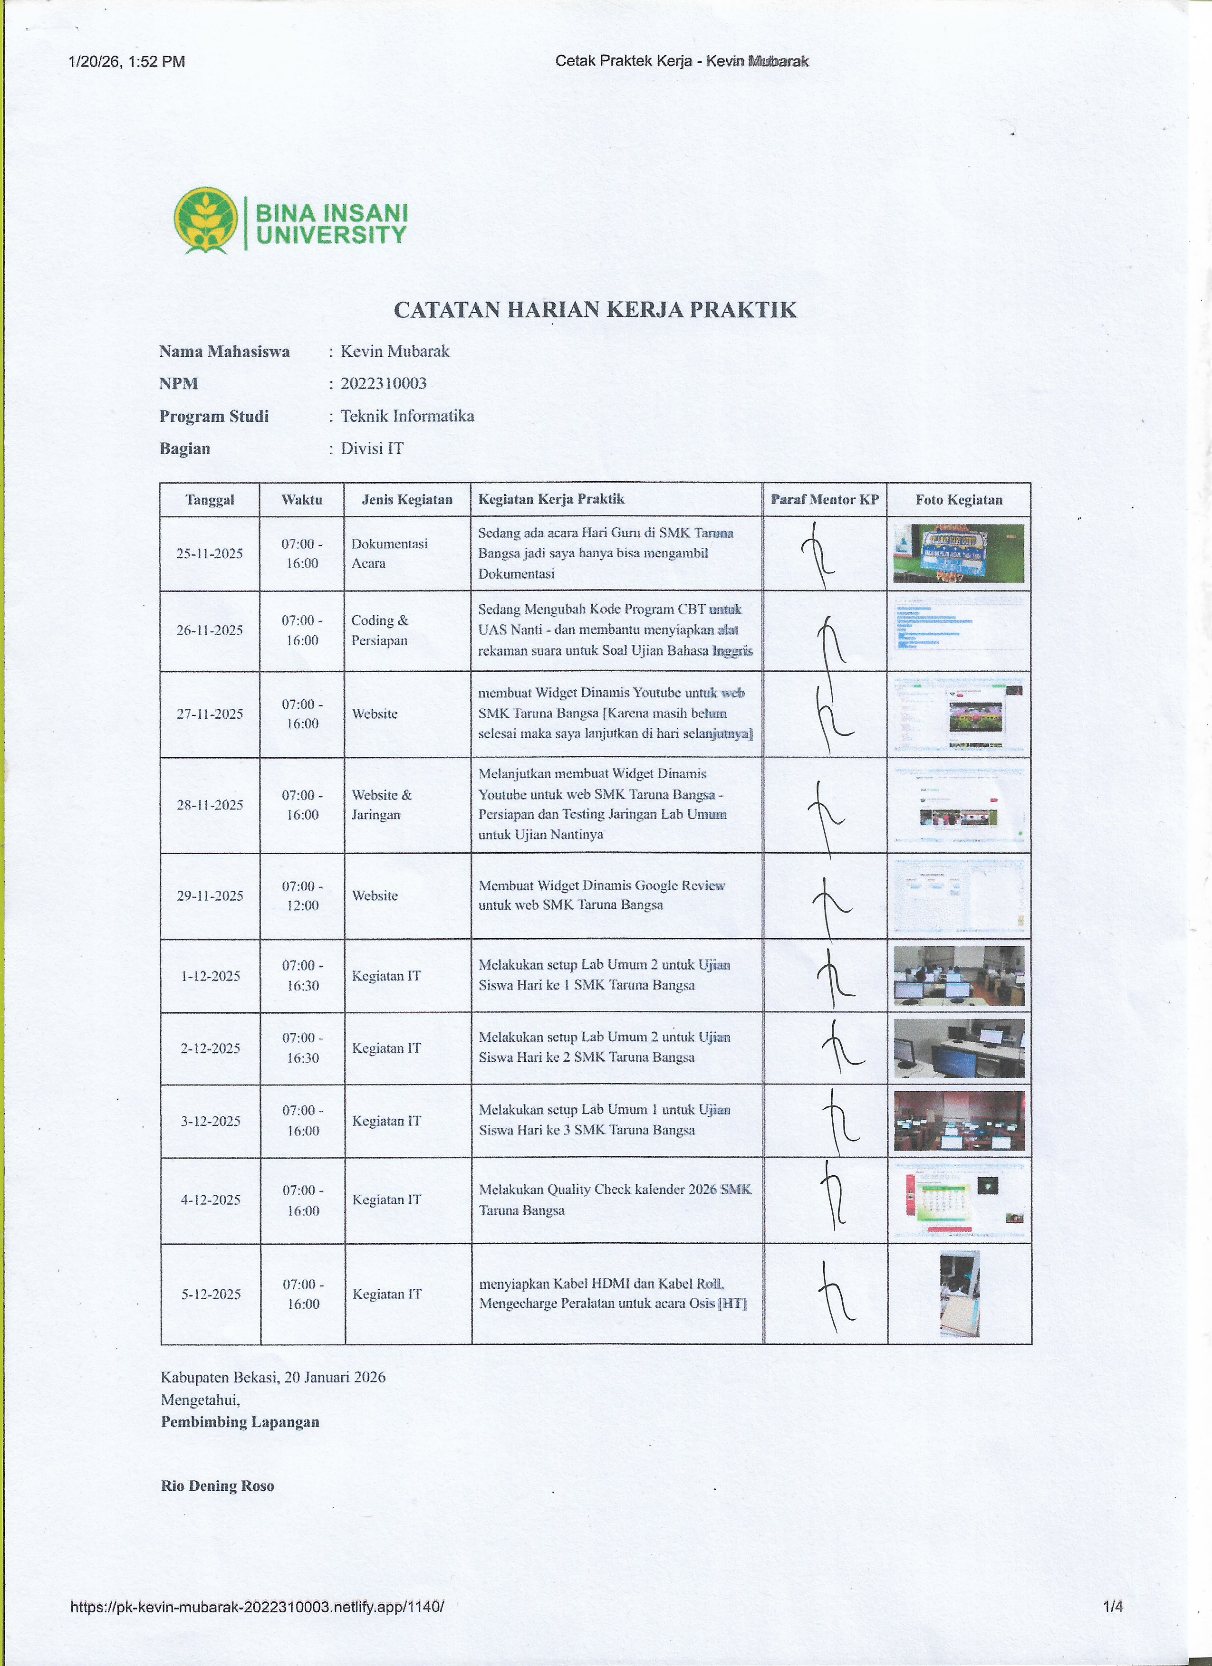 1/20/26, 1:52 PM
Cetak Praktek Kerja - Kevin Mubarak
BINA INSANI
UNIVERSITY
CATATAN HARIAN KERJA PRAKTIK
Nama Mahasiswa : Kevin Mubarak
NPM : 2022310003
Program Studi : Teknik Informatika
Bagian : Divisi IT
Tanggal Waktu Jenis Kegiatan Kegiatan Kerja Praktik Paraf Mentor KP Foto Kegiatan
25-11-2025
07:00 -
16:00
Dokumentasi
Acara
Sedang ada acara Hari Guru di SMK Taruna
Bangsa jadi saya hanya bisa mengambil
Dokumentasi
26-11-2025
07:00 -
16:00
Coding &
Persiapan
Sedang Mengubah Kode Program CBT untuk
UAS Nanti - dan membantu menyiapkan alat
rekaman suara untuk Soal Ujian Bahasa Inggris
27-11-2025
07:00 -
16:00
Website
membuat Widget Dinamis Youtube untuk web
SMK Taruna Bangsa [Karena masih belum
selesai maka saya lanjutkan di hari selanjutnya]
28-11-2025
07:00 -
16:00
Website &
Jaringan
Melanjutkan membuat Widget Dinamis
Youtube untuk web SMK Taruna Bangsa -
Persiapan dan Testing Jaringan Lab Umum
untuk Ujian Nantinya
29-11-2025
07:00 -
12:00
Website
Membuat Widget Dinamis Google Review
untuk web SMK Taruna Bangsa
1-12-2025
07:00 -
16:30
Kegiatan IT
Melakukan setup Lab Umum 2 untuk Ujian
Siswa Hari ke 1 SMK Taruna Bangsa
2-12-2025
07:00 -
16:30
Kegiatan IT
Melakukan setup Lab Umum 2 untuk Ujian
Siswa Hari ke 2 SMK Taruna Bangsa
3-12-2025
07:00 -
16:00
Kegiatan IT
Melakukan setup Lab Umum 1 untuk Ujian
Siswa Hari ke 3 SMK Taruna Bangsa
4-12-2025
07:00 -
16:00
Kegiatan IT
Melakukan Quality Check kalender 2026 SMK
Taruna Bangsa
5-12-2025
07:00 -
16:00
Kegiatan IT
menyiapkan Kabel HDMI dan Kabel Roll,
Mengecharge Peralatan untuk acara Osis [HT]
Kabupaten Bekasi, 20 Januari 2026
Mengetahui,
Pembimbing Lapangan
Rio Dening Roso
https://pk-kevin-mubarak-2022310003.netlify.app/1140/
1/4